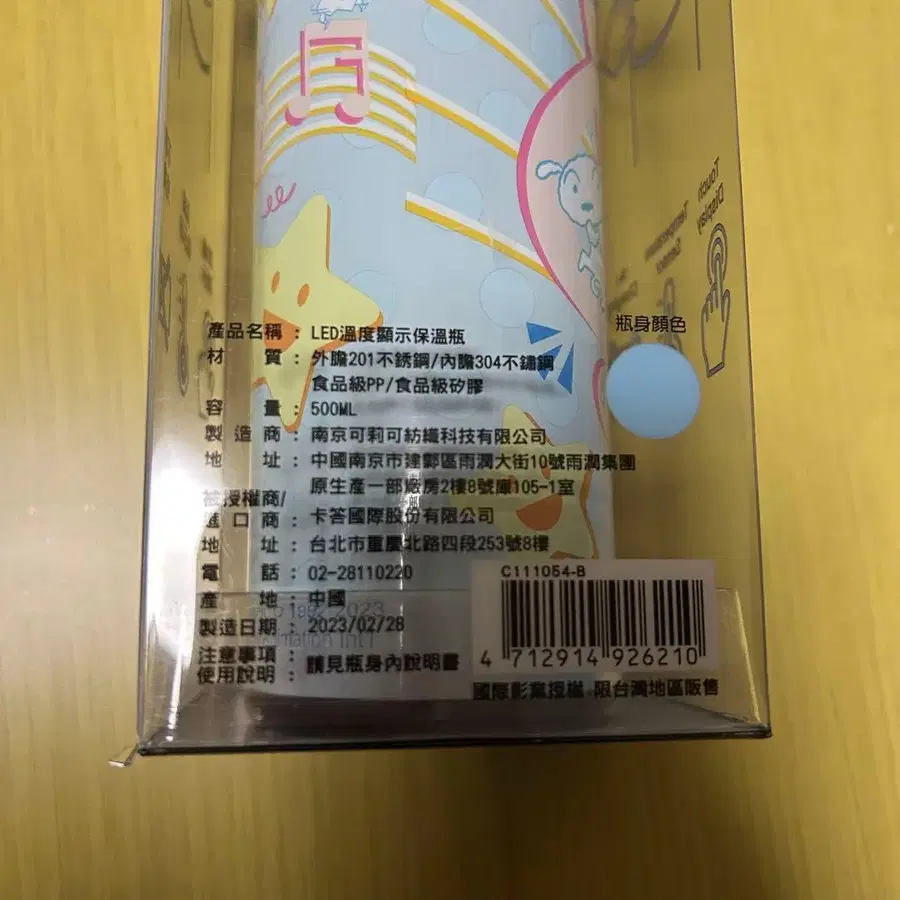 Touch
Display
Temperature
Sensor
瓶身顏色
產品名稱：LED溫度顯示保溫瓶
材質：外膽201不銹鋼/內膽304不鏽鋼
食品級PP/食品級矽膠
容量：500ML
製造商：南京可莉可紡織科技有限公司
地址：中國南京市建鄴區雨潤大街10號雨潤集團
原生產一部廠房2樓8號庫105-1室
被授權商/
進口商：卡答國際股份有限公司
地址：台北市重慶北路四段253號8樓
電話：02-28110220
產地：中國
製造日期：2023/02/28
注意事項：
使用說明：請見瓶身內說明書
C111054-B
4 712914 926210
國際影業授權 限台灣地區販售